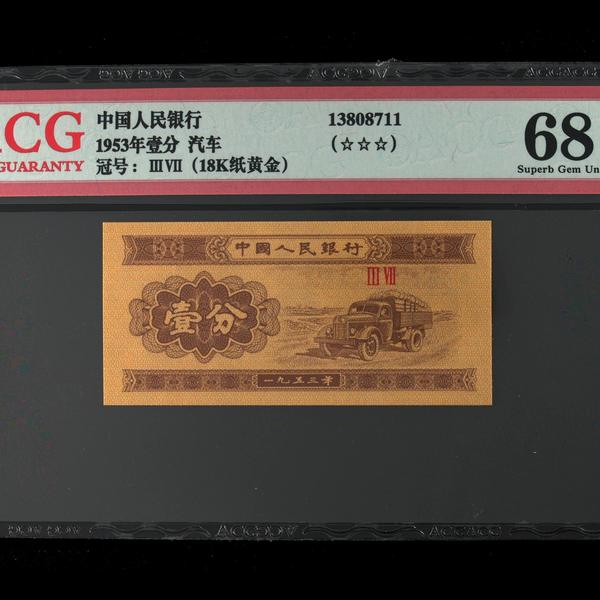 ACG
GUARANTY
中国人民银行
1953年壹分 汽车
冠号：ⅢⅦ（18K纸黄金）
13808711
(☆☆☆)
68
Superb Gem Un
中國人民銀行
III VII
壹分
一九五三年